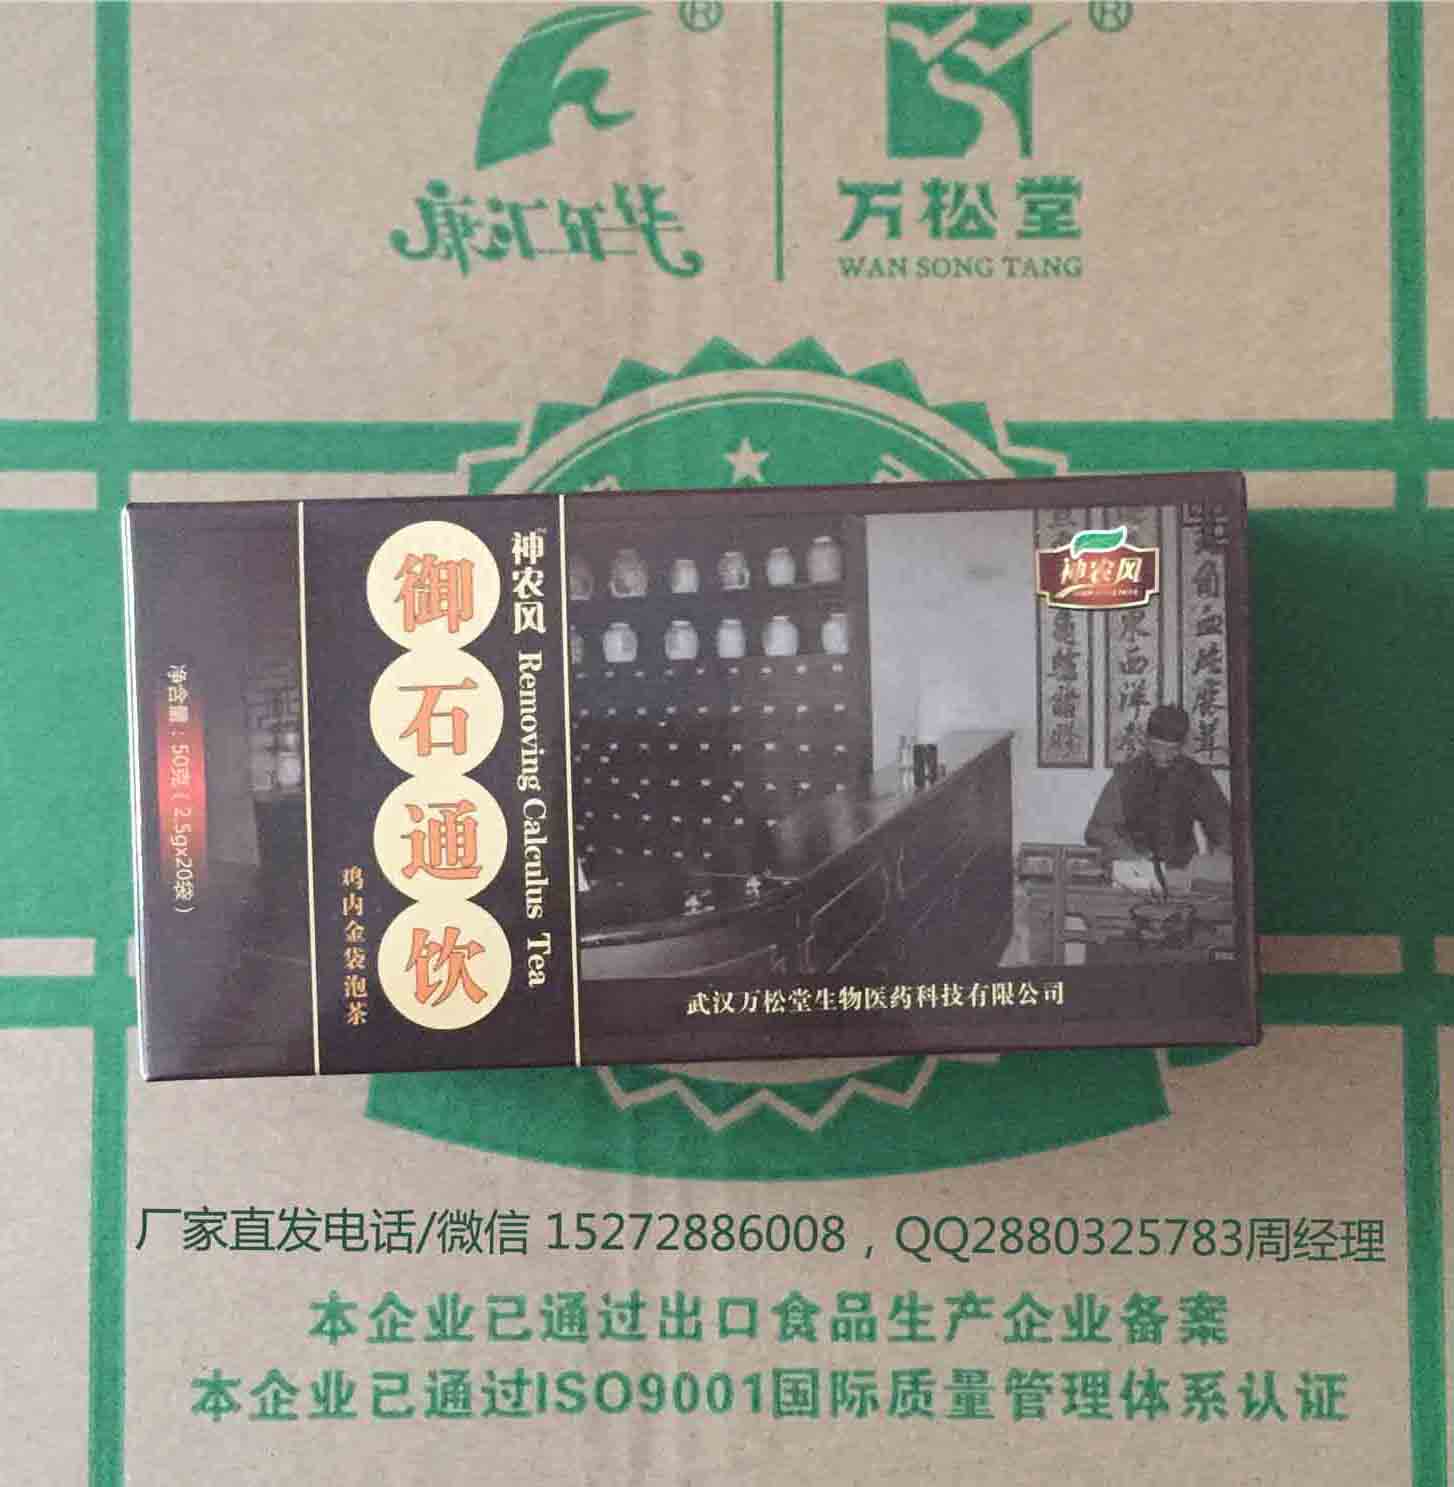 ®
®
康汇年华
万松堂
WAN SONG TANG
神农风 Removing Calculus Tea
御石通饮
鸡内金袋泡茶
净含量：50克（2.5g×20袋）
神农风
武汉万松堂生物医药科技有限公司
厂家直发电话/微信 15272886008，QQ2880325783周经理
本企业已通过出口食品生产企业备案
本企业已通过ISO9001国际质量管理体系认证